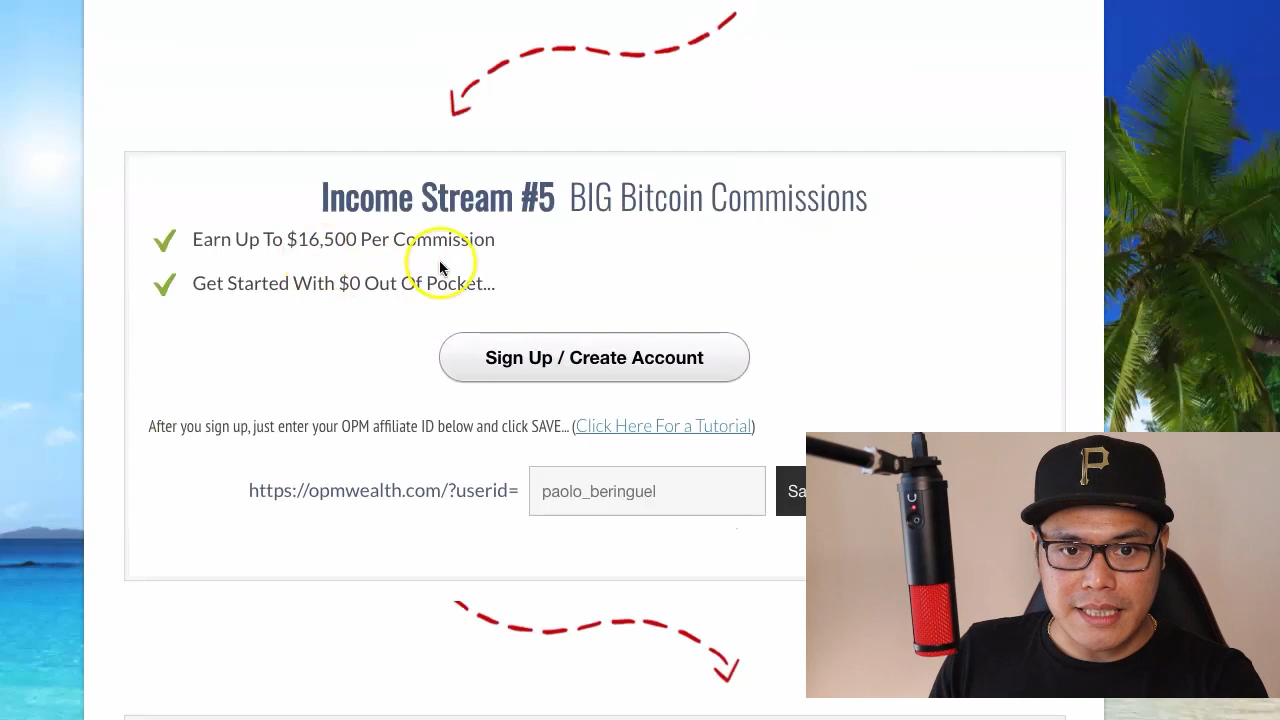 Income Stream #5 BIG Bitcoin Commissions
Earn Up To $16,500 Per Commission
Get Started With $0 Out Of Pocket...
Sign Up / Create Account
After you sign up, just enter your OPM affiliate ID below and click SAVE... (Click Here For a Tutorial)
https://opmwealth.com/?userid= paolo_beringuel Sa
P